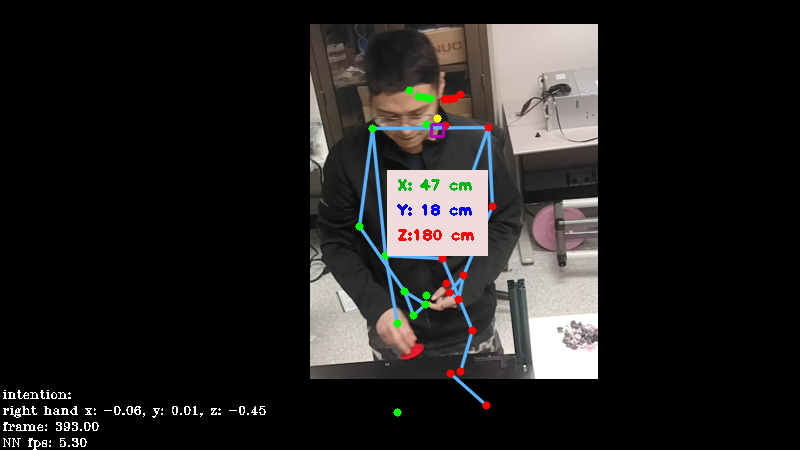 NUC
X: 47 cm
Y: 18 cm
Z:180 cm
intention:
right hand x: -0.06, y: 0.01, z: -0.45
frame: 393.00
NN fps: 5.30